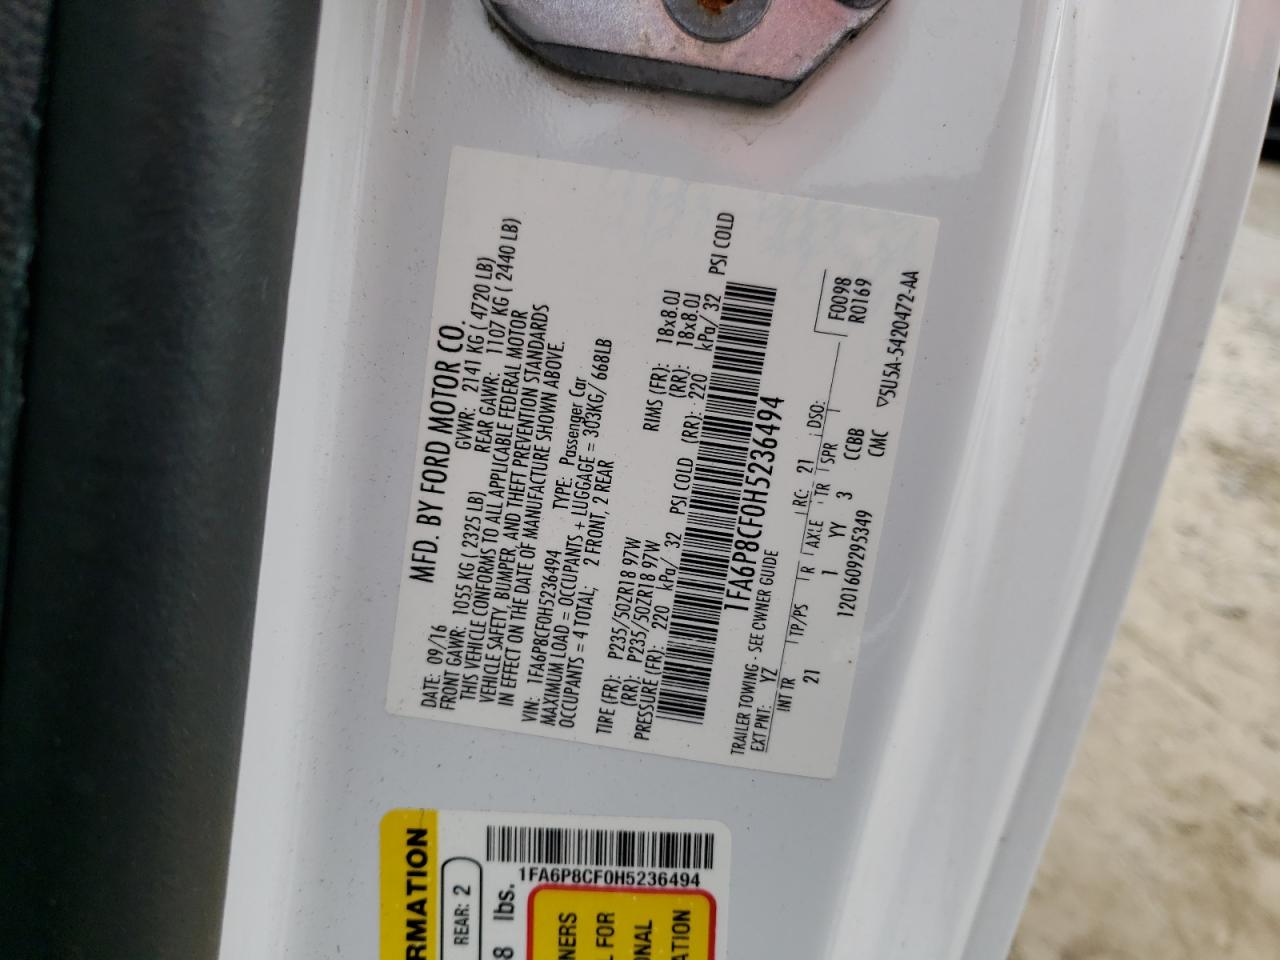 MFD. BY FORD MOTOR CO.
DATE: 09/16 GVWR: 2141 KG ( 4720 LB)
FRONT GAWR: 1055 KG ( 2325 LB) REAR GAWR: 1107 KG ( 2440 LB)
THIS VEHICLE CONFORMS TO ALL APPLICABLE FEDERAL MOTOR
VEHICLE SAFETY, BUMPER, AND THEFT PREVENTION STANDARDS
IN EFFECT ON THE DATE OF MANUFACTURE SHOWN ABOVE.
VIN: 1FA6P8CF0H5236494 TYPE: Passenger Car
MAXIMUM LOAD = OCCUPANTS + LUGGAGE = 303KG/ 668LB
OCCUPANTS = 4 TOTAL; 2 FRONT, 2 REAR
TIRE (FR): P235/50ZR18 97W RIMS (FR): 18x8.0J
(RR): P235/50ZR18 97W (RR): 18x8.0J
PRESSURE (FR): 220 kPa/ 32 PSI COLD (RR): 220 kPa/ 32 PSI COLD
1FA6P8CF0H5236494
TRAILER TOWING - SEE OWNER GUIDE
EXT PNT: YZ RC: 21 DSO: F0098
INT TR TP/PS R AXLE TR SPR R0169
21 1 YY 3 CCBB
1201609295349 CMC ▽5U5A-5420472-AA
RMATION
REAR: 2
8 lbs.
1FA6P8CF0H5236494
NERS
L FOR
ONAL
ATION